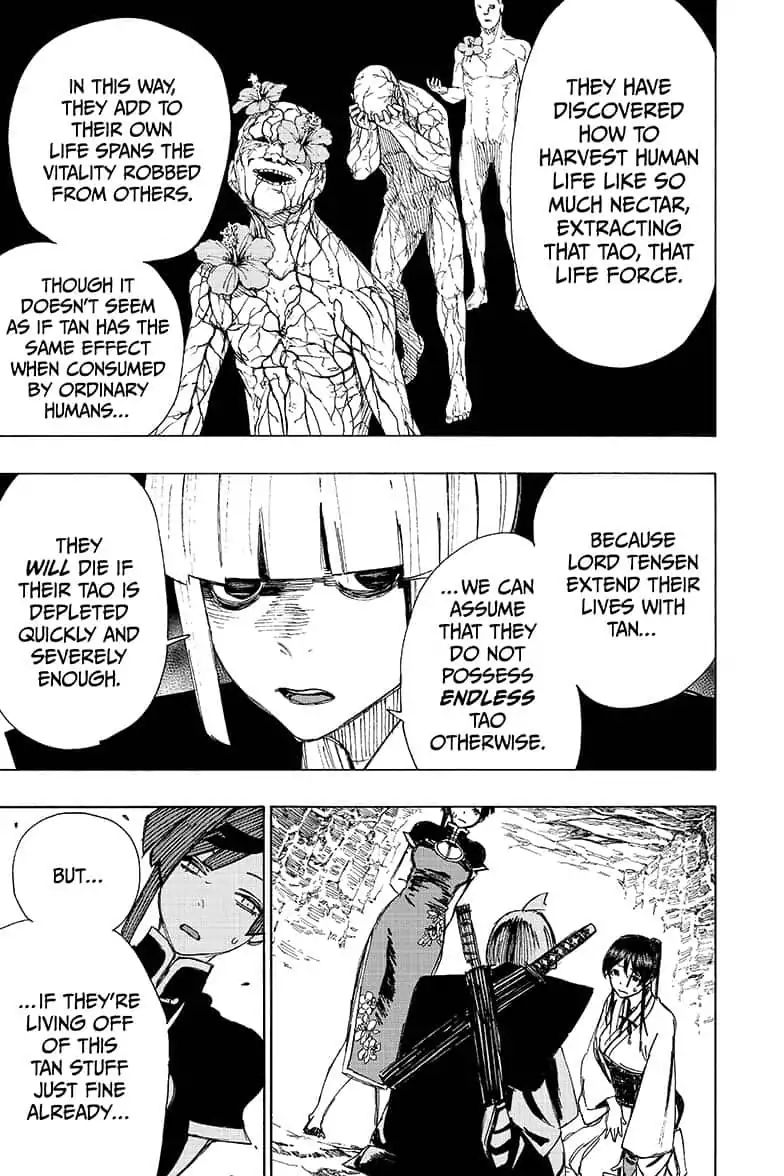 THEY HAVE
DISCOVERED
HOW TO
HARVEST HUMAN
LIFE LIKE SO
MUCH NECTAR,
EXTRACTING
THAT TAO, THAT
LIFE FORCE.
IN THIS WAY,
THEY ADD TO
THEIR OWN
LIFE SPANS THE
VITALITY ROBBED
FROM OTHERS.
THOUGH IT
DOESN'T SEEM
AS IF TAN HAS THE
SAME EFFECT
WHEN CONSUMED
BY ORDINARY
HUMANS...
BECAUSE
LORD TENSEN
EXTEND THEIR
LIVES WITH
TAN...
...WE CAN
ASSUME
THAT THEY
DO NOT
POSSESS
ENDLESS
TAO
OTHERWISE.
THEY
WILL DIE IF
THEIR TAO IS
DEPLETED
QUICKLY AND
SEVERELY
ENOUGH.
BUT...
...IF THEY'RE
LIVING OFF
OF THIS
TAN STUFF
JUST FINE
ALREADY...